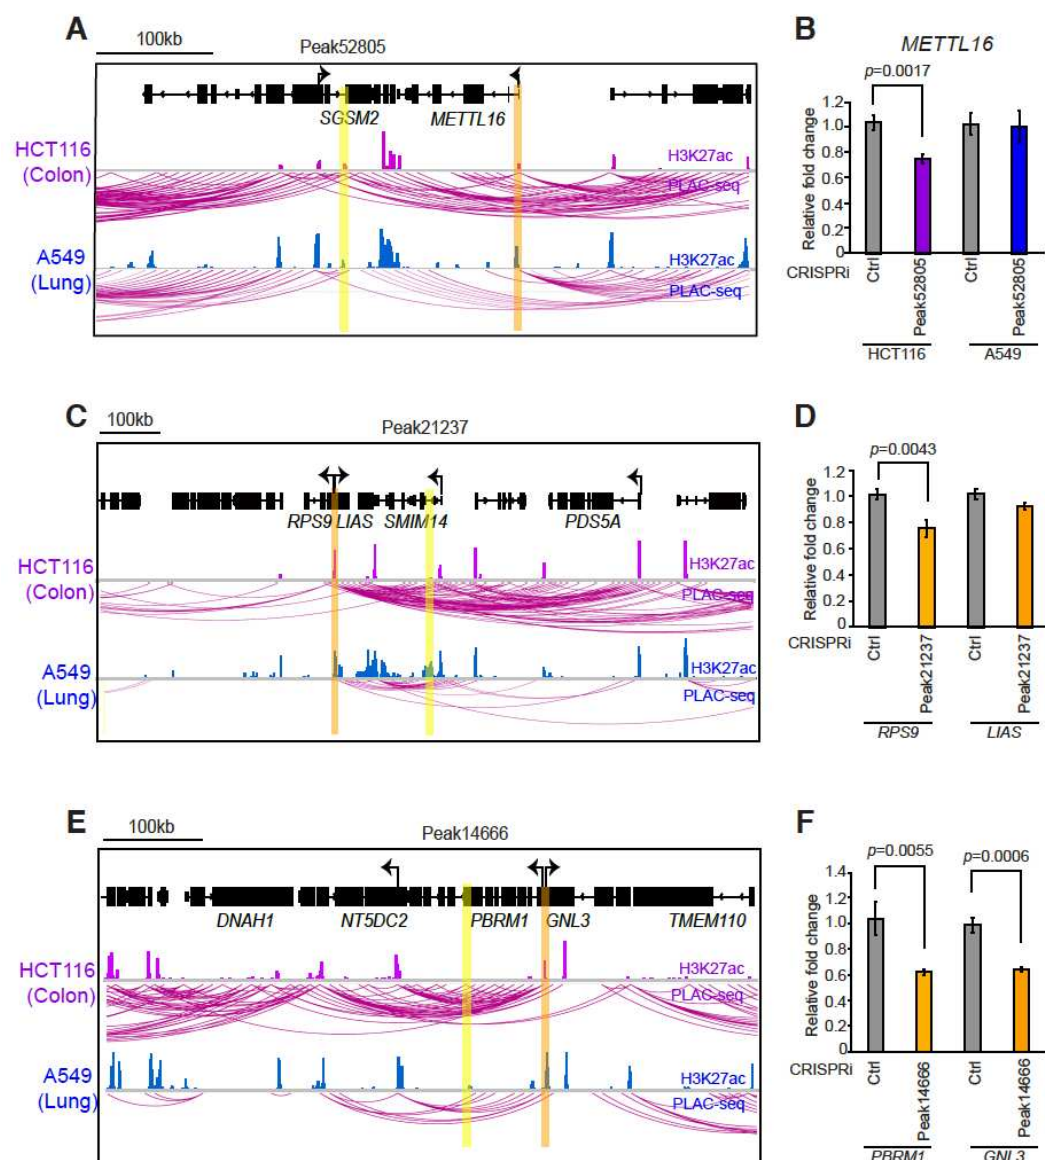 A
100kb
Peak52805
SGSM2
METTL16
HCT116
(Colon)
H3K27ac
PLAC-seq
A549
(Lung)
H3K27ac
PLAC-seq
B
METTL16
p=0.0017
Relative fold change
1.2
1.0
0.8
0.6
0.4
0.2
0
CRISPRi
Ctrl
Peak52805
Ctrl
Peak52805
HCT116
A549
C
100kb
Peak21237
RPS9 LIAS SMIM14
PDS5A
HCT116
(Colon)
H3K27ac
PLAC-seq
A549
(Lung)
H3K27ac
PLAC-seq
D
p=0.0043
Relative fold change
1.2
1.0
0.8
0.6
0.4
0.2
0
CRISPRi
Ctrl
Peak21237
Ctrl
Peak21237
RPS9
LIAS
E
100kb
Peak14666
DNAH1
NT5DC2
PBRM1
GNL3
TMEM110
HCT116
(Colon)
H3K27ac
PLAC-seq
A549
(Lung)
H3K27ac
PLAC-seq
F
p=0.0055
p=0.0006
Relative fold change
1.4
1.2
1.0
0.8
0.6
0.4
0.2
0
CRISPRi
Ctrl
Peak14666
Ctrl
Peak14666
PBRM1
GNL3